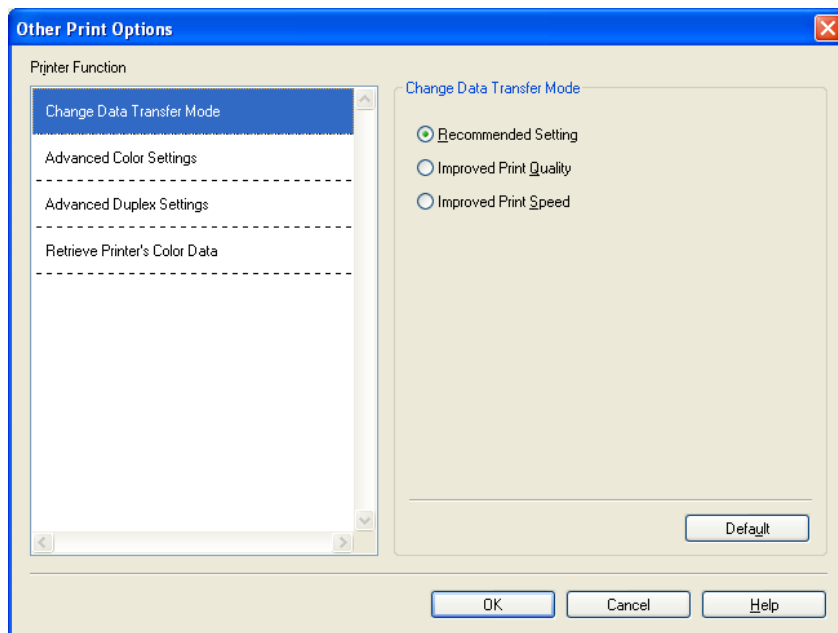 Other Print Options
Printer Function
Change Data Transfer Mode
Advanced Color Settings
Advanced Duplex Settings
Retrieve Printer's Color Data
Change Data Transfer Mode
Recommended Setting
Improved Print Quality
Improved Print Speed
Default
OK Cancel Help